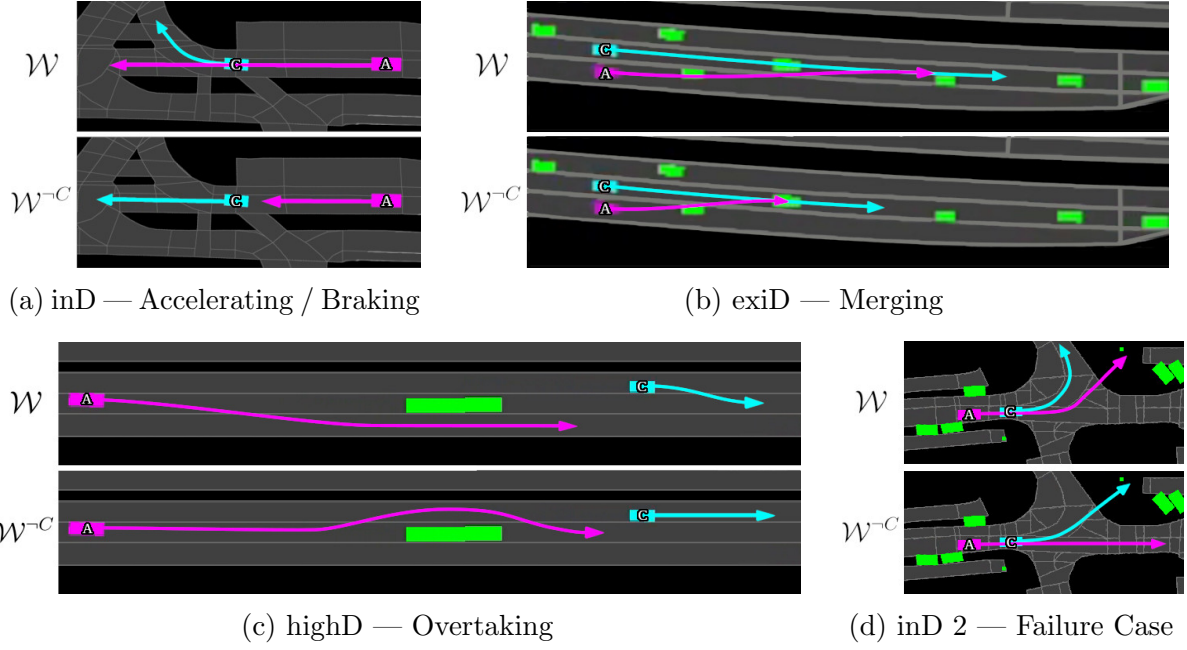 𝒲 C A
𝒲¬C C A
(a) inD — Accelerating / Braking
𝒲 C A
𝒲¬C C A
(b) exiD — Merging
𝒲 A C
𝒲¬C A C
(c) highD — Overtaking
𝒲 A C
𝒲¬C A C
(d) inD 2 — Failure Case